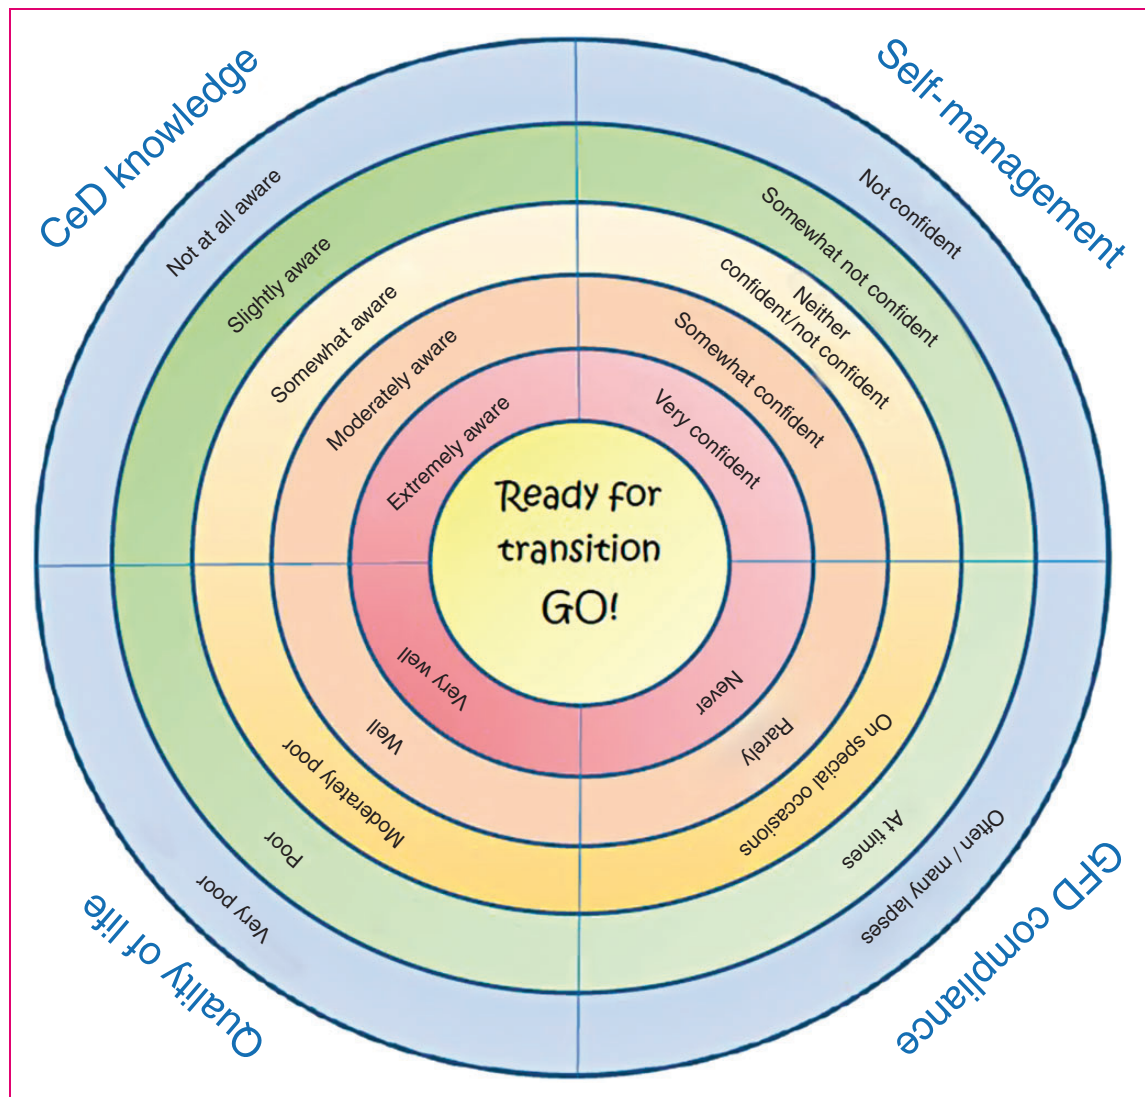 CeD knowledge
Not at all aware
Slightly aware
Somewhat aware
Moderately aware
Extremely aware
Self-management
Not confident
Somewhat not confident
Neither
confident/not confident
Somewhat confident
Very confident
Ready for
transition
GO!
Quality of life
Very poor
Poor
Moderately poor
Well
Very well
GFD compliance
Often / many lapses
At times
On special occasions
Rarely
Never